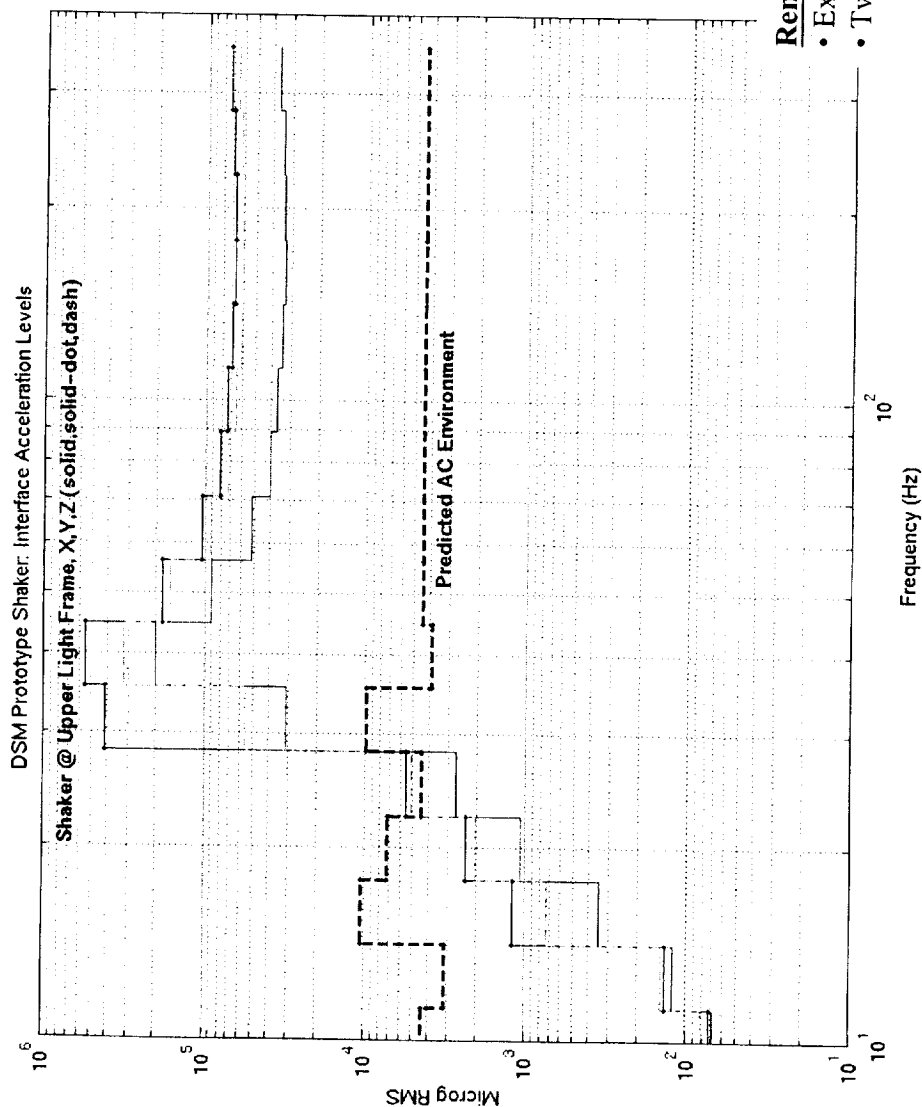 DSM Prototype Shaker. Interface Acceleration Levels
Shaker @ Upper Light Frame, X,Y,Z (solid,solid-dot,dash)
Predicted AC Environment
10^6
10^5
10^4
10^3
10^2
10^1
Microg RMS
10^1
10^2
Frequency (Hz)